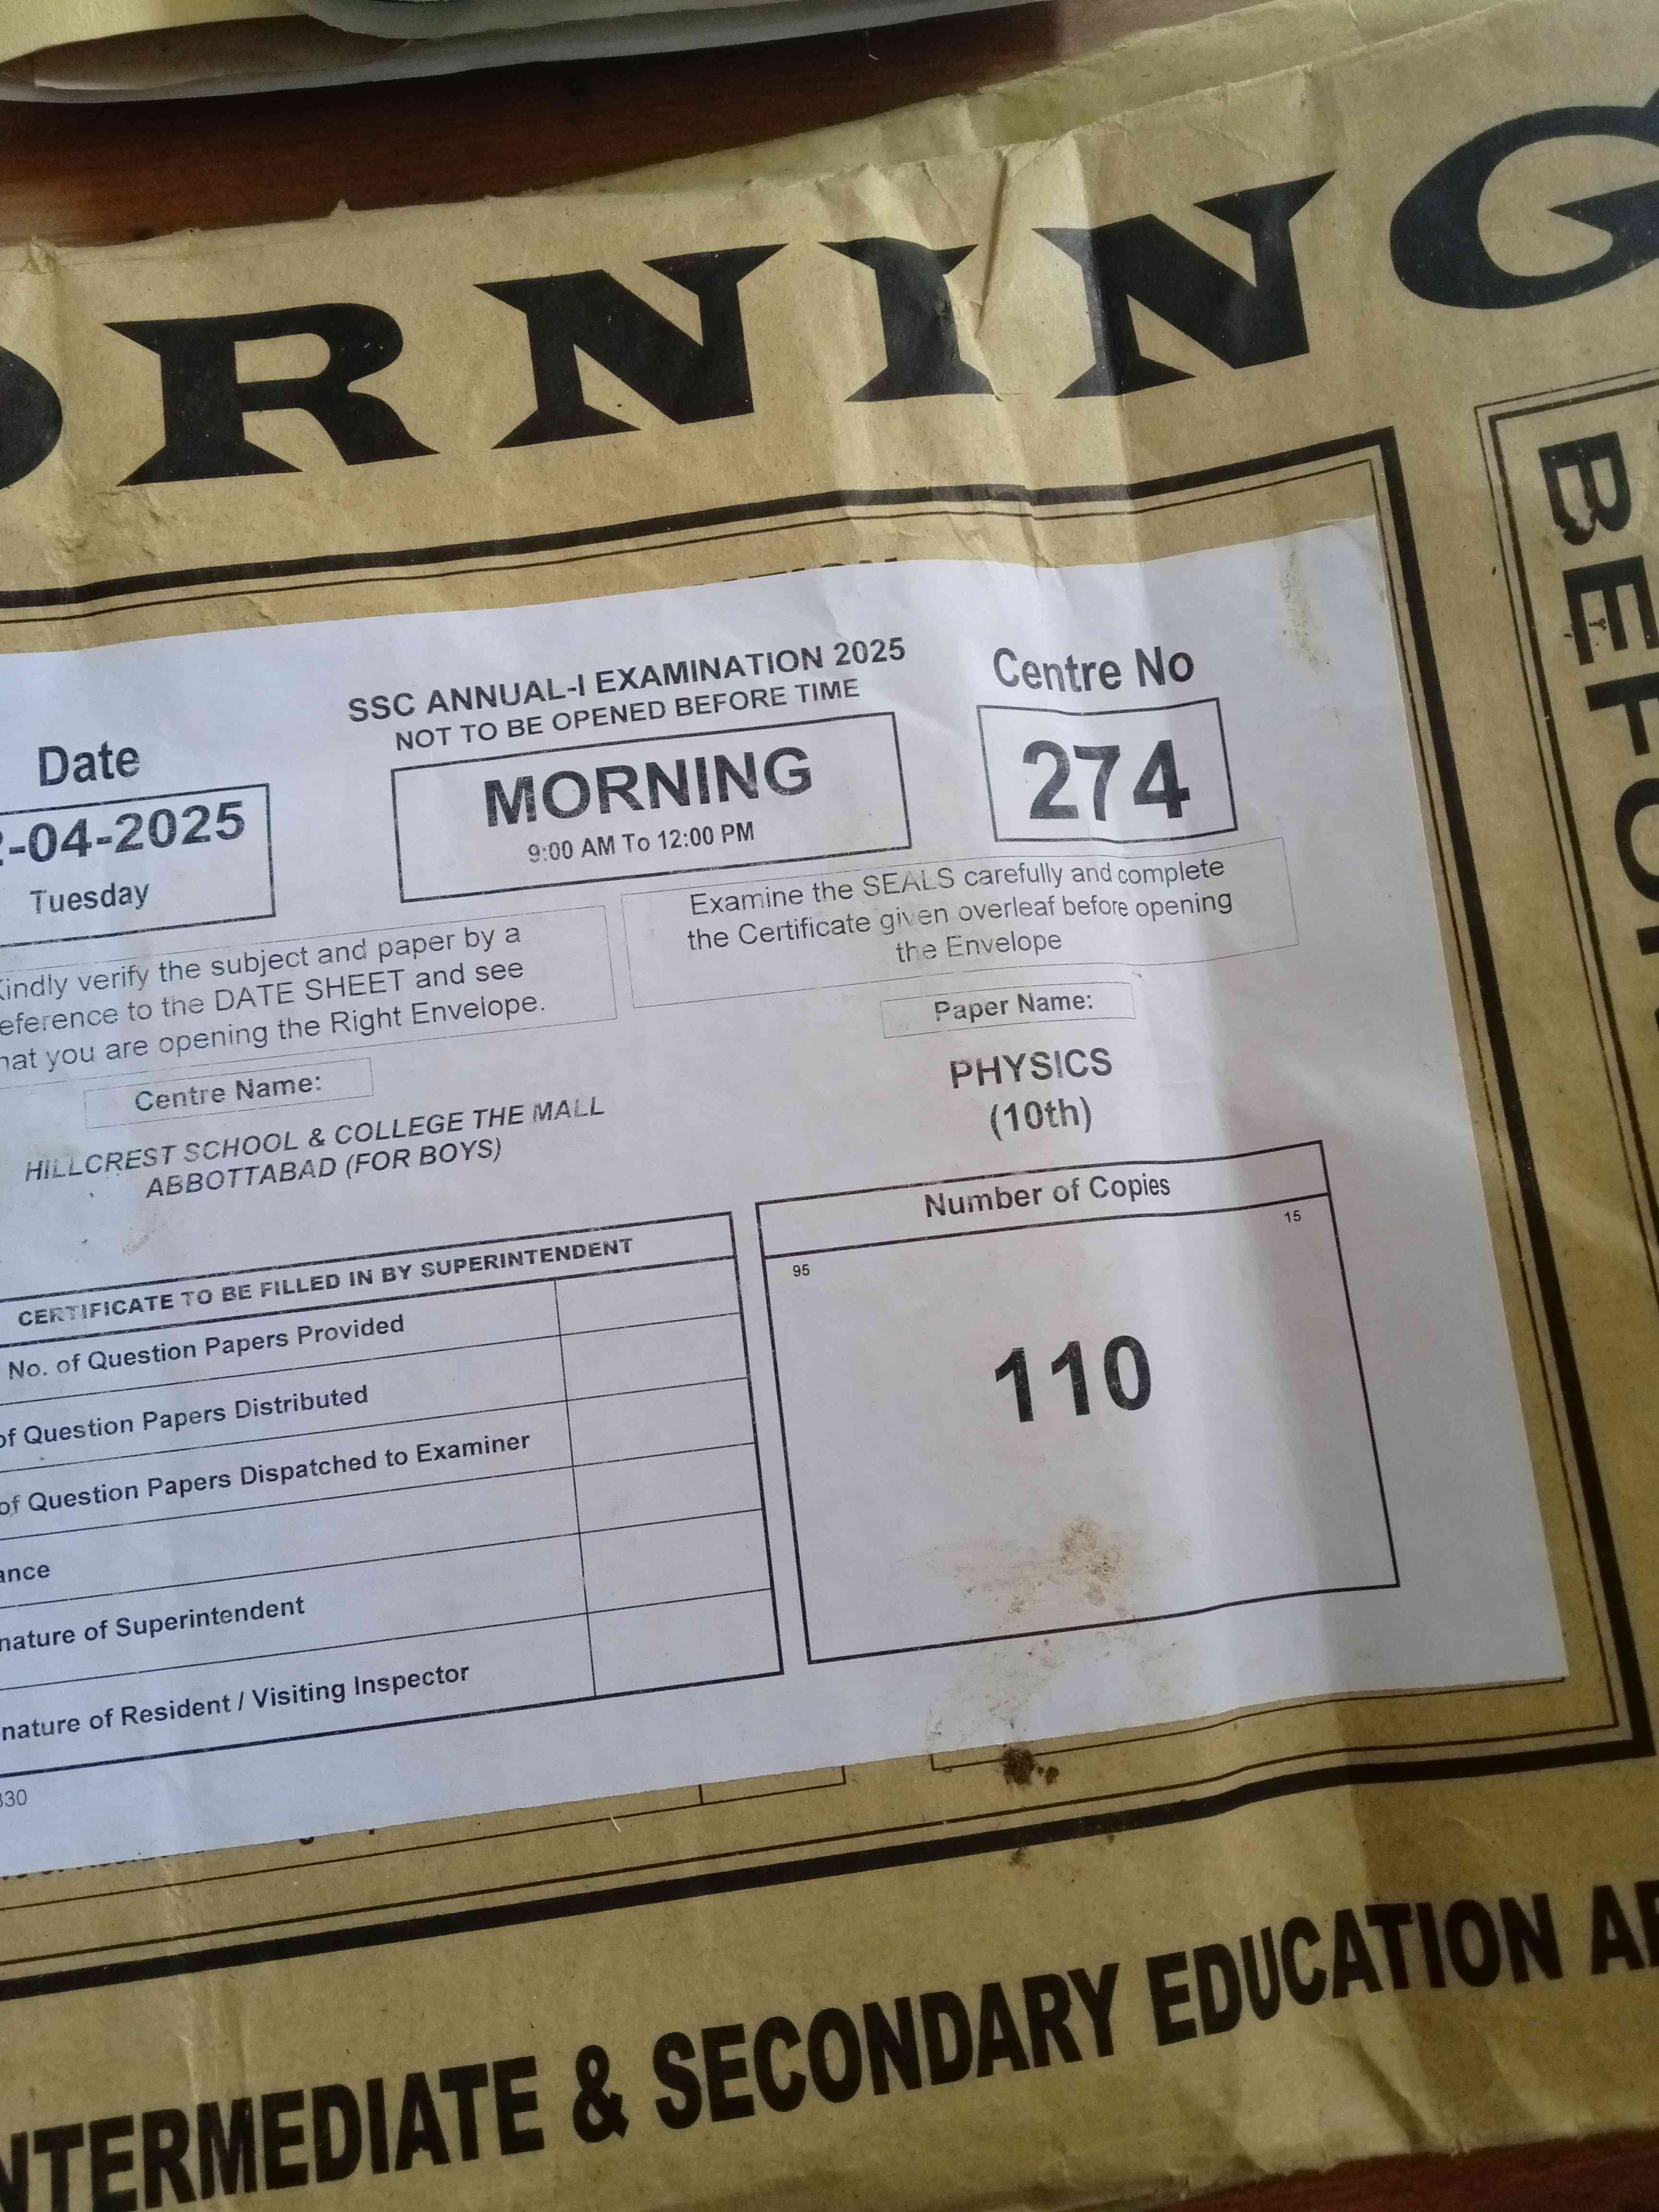 ORNING
BEFOR
SSC ANNUAL-I EXAMINATION 2025
NOT TO BE OPENED BEFORE TIME
Date
-04-2025
Tuesday
MORNING
9:00 AM To 12:00 PM
Centre No
274
Kindly verify the subject and paper by a
eference to the DATE SHEET and see
hat you are opening the Right Envelope.
Examine the SEALS carefully and complete
the Certificate given overleaf before opening
the Envelope
Centre Name:
HILLCREST SCHOOL & COLLEGE THE MALL
ABBOTTABAD (FOR BOYS)
Paper Name:
PHYSICS
(10th)
CERTIFICATE TO BE FILLED IN BY SUPERINTENDENT
No. of Question Papers Provided
of Question Papers Distributed
of Question Papers Dispatched to Examiner
ance
nature of Superintendent
nature of Resident / Visiting Inspector
Number of Copies
95
15
110
330
NTERMEDIATE & SECONDARY EDUCATION AB